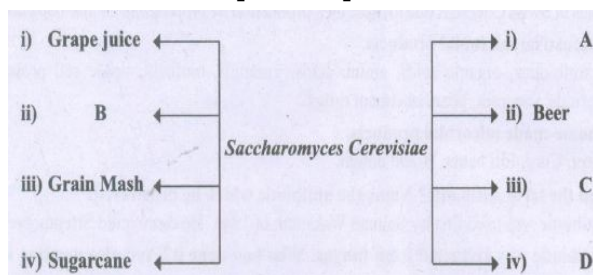 i) Grape juice i) A
ii) B ii) Beer
Saccharomyces Cerevisiae
iii) Grain Mash iii) C
iv) Sugarcane iv) D